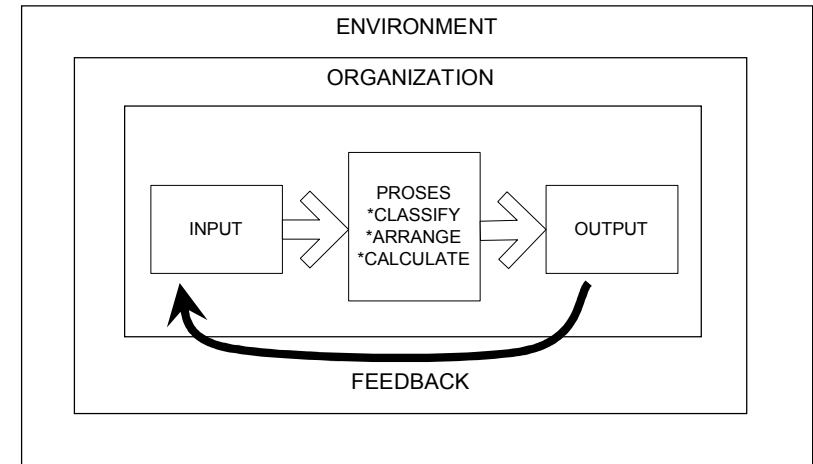 ENVIRONMENT
ORGANIZATION
INPUT
PROSES
*CLASSIFY
*ARRANGE
*CALCULATE
OUTPUT
FEEDBACK